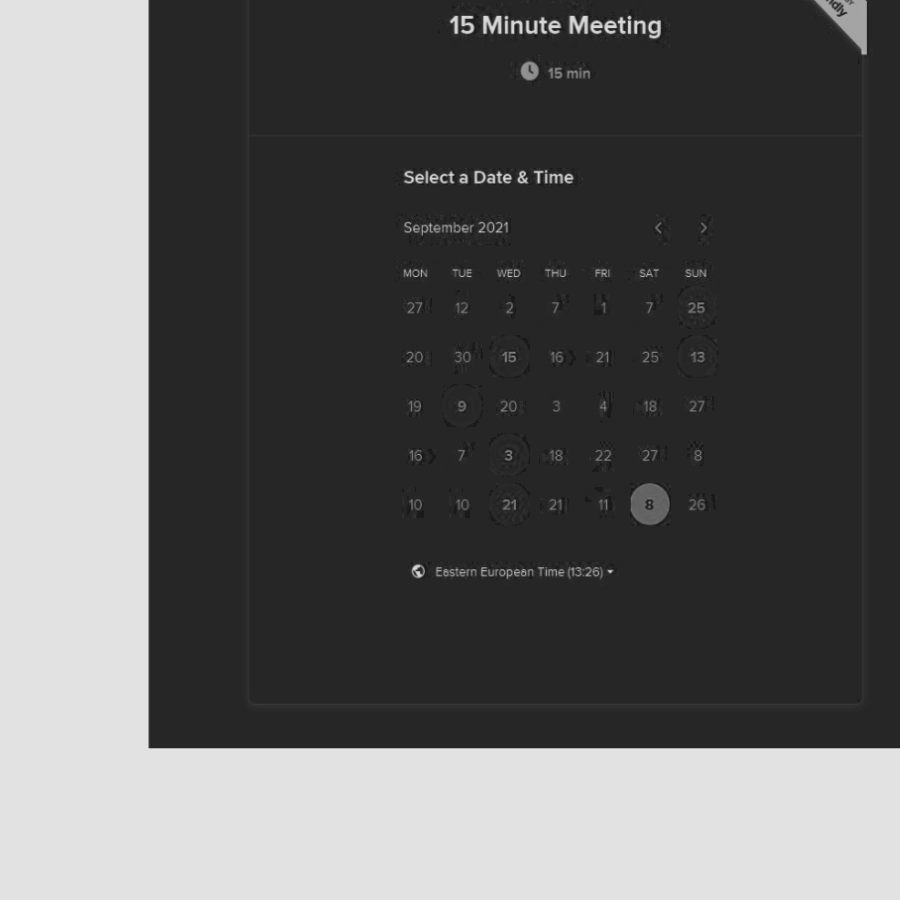 15 Minute Meeting
15 min
Select a Date & Time
September 2021
MON TUE WED THU FRI SAT SUN
27 12 2 7 1 7 25
20 30 15 16 21 25 13
19 9 20 3 4 18 27
16 7 3 18 22 27 8
10 10 21 21 11 8 26
Eastern European Time (13:26)